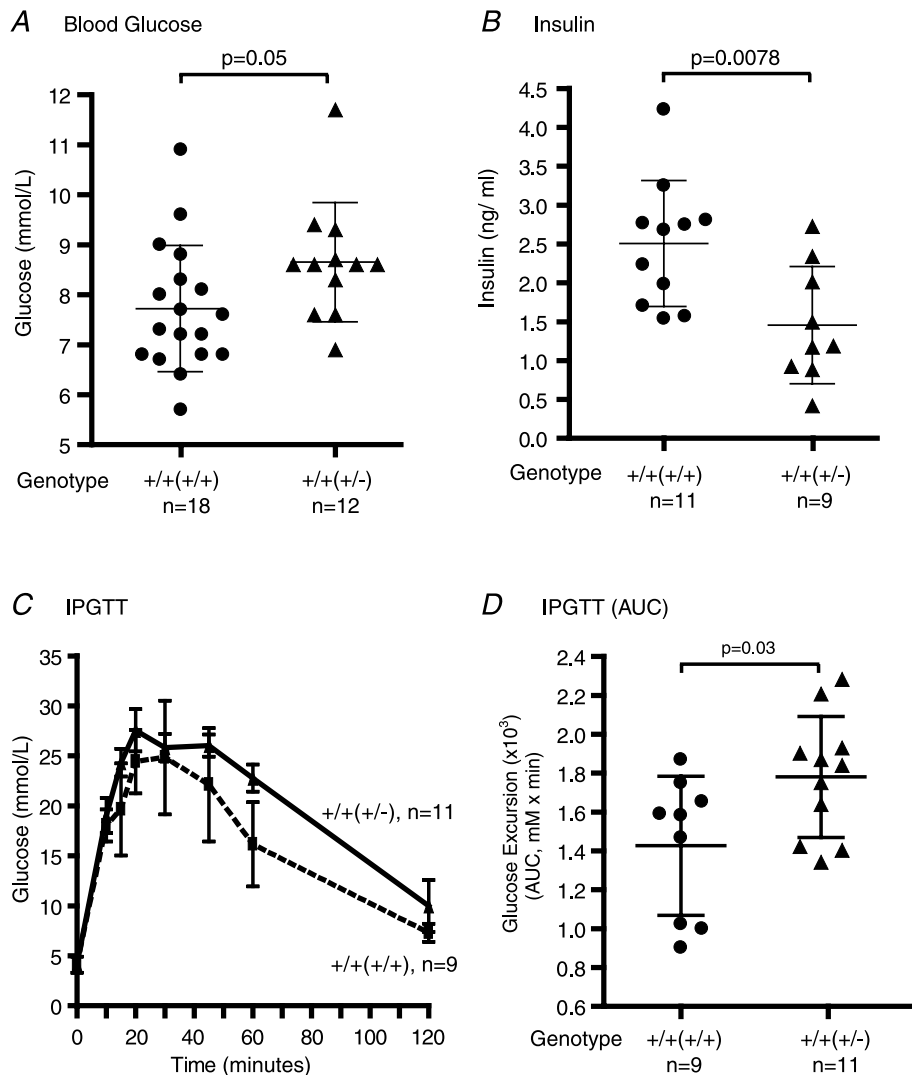 A Blood Glucose
p=0.05
Glucose (mmol/L)
12
11
10
9
8
7
6
5
Genotype +/+(+/+) +/+(+/-)
n=18 n=12
B Insulin
p=0.0078
Insulin (ng/ ml)
4.5
4.0
3.5
3.0
2.5
2.0
1.5
1.0
0.5
0.0
Genotype +/+(+/+) +/+(+/-)
n=11 n=9
C IPGTT
Glucose (mmol/L)
35
30
25
20
15
10
5
0
+/+(+/-), n=11
+/+(+/+), n=9
0 20 40 60 80 100 120
Time (minutes)
D IPGTT (AUC)
p=0.03
Glucose Excursion (x10³)
(AUC, mM x min)
2.4
2.2
2.0
1.8
1.6
1.4
1.2
1.0
0.8
0.6
Genotype +/+(+/+) +/+(+/-)
n=9 n=11